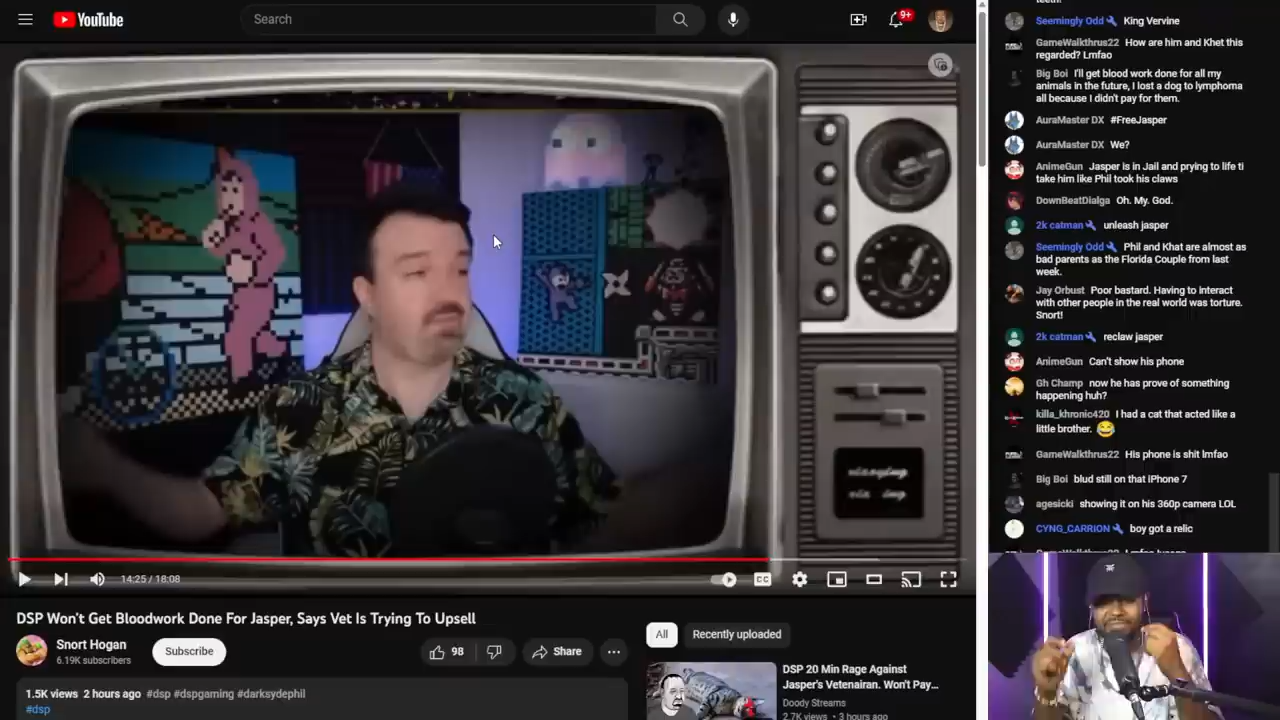 YouTube
Search
9+
14:25 / 18:08
CC
DSP Won't Get Bloodwork Done For Jasper, Says Vet Is Trying To Upsell
Snort Hogan
6.19K subscribers
Subscribe
98
Share
1.5K views 2 hours ago #dsp #dspgaming #darksydephil
#dsp
All
Recently uploaded
DSP 20 Min Rage Against
Jasper's Vetenairan. Won't Pay...
Doody Streams
2.7K views • 3 hours ago
teeth!
Seemingly Odd King Vervine
GameWalkthrus22 How are him and Khet this
regarded? Lmfao
Big Boi I'll get blood work done for all my
animals in the future, I lost a dog to lymphoma
all because I didn't pay for them.
AuraMaster DX #FreeJasper
AuraMaster DX We?
AnimeGun Jasper is in Jail and prying to life ti
take him like Phil took his claws
DownBeatDialga Oh. My. God.
2k catman unleash jasper
Seemingly Odd Phil and Khat are almost as
bad parents as the Florida Couple from last
week.
Jay Orbust Poor bastard. Having to interact
with other people in the real world was torture.
Snort!
2k catman reclaw jasper
AnimeGun Can't show his phone
Gh Champ now he has prove of something
happening huh?
killa_khronic420 I had a cat that acted like a
little brother.
GameWalkthrus22 His phone is shit lmfao
Big Boi blud still on that iPhone 7
agesicki showing it on his 360p camera LOL
CYNG_CARRION boy got a relic